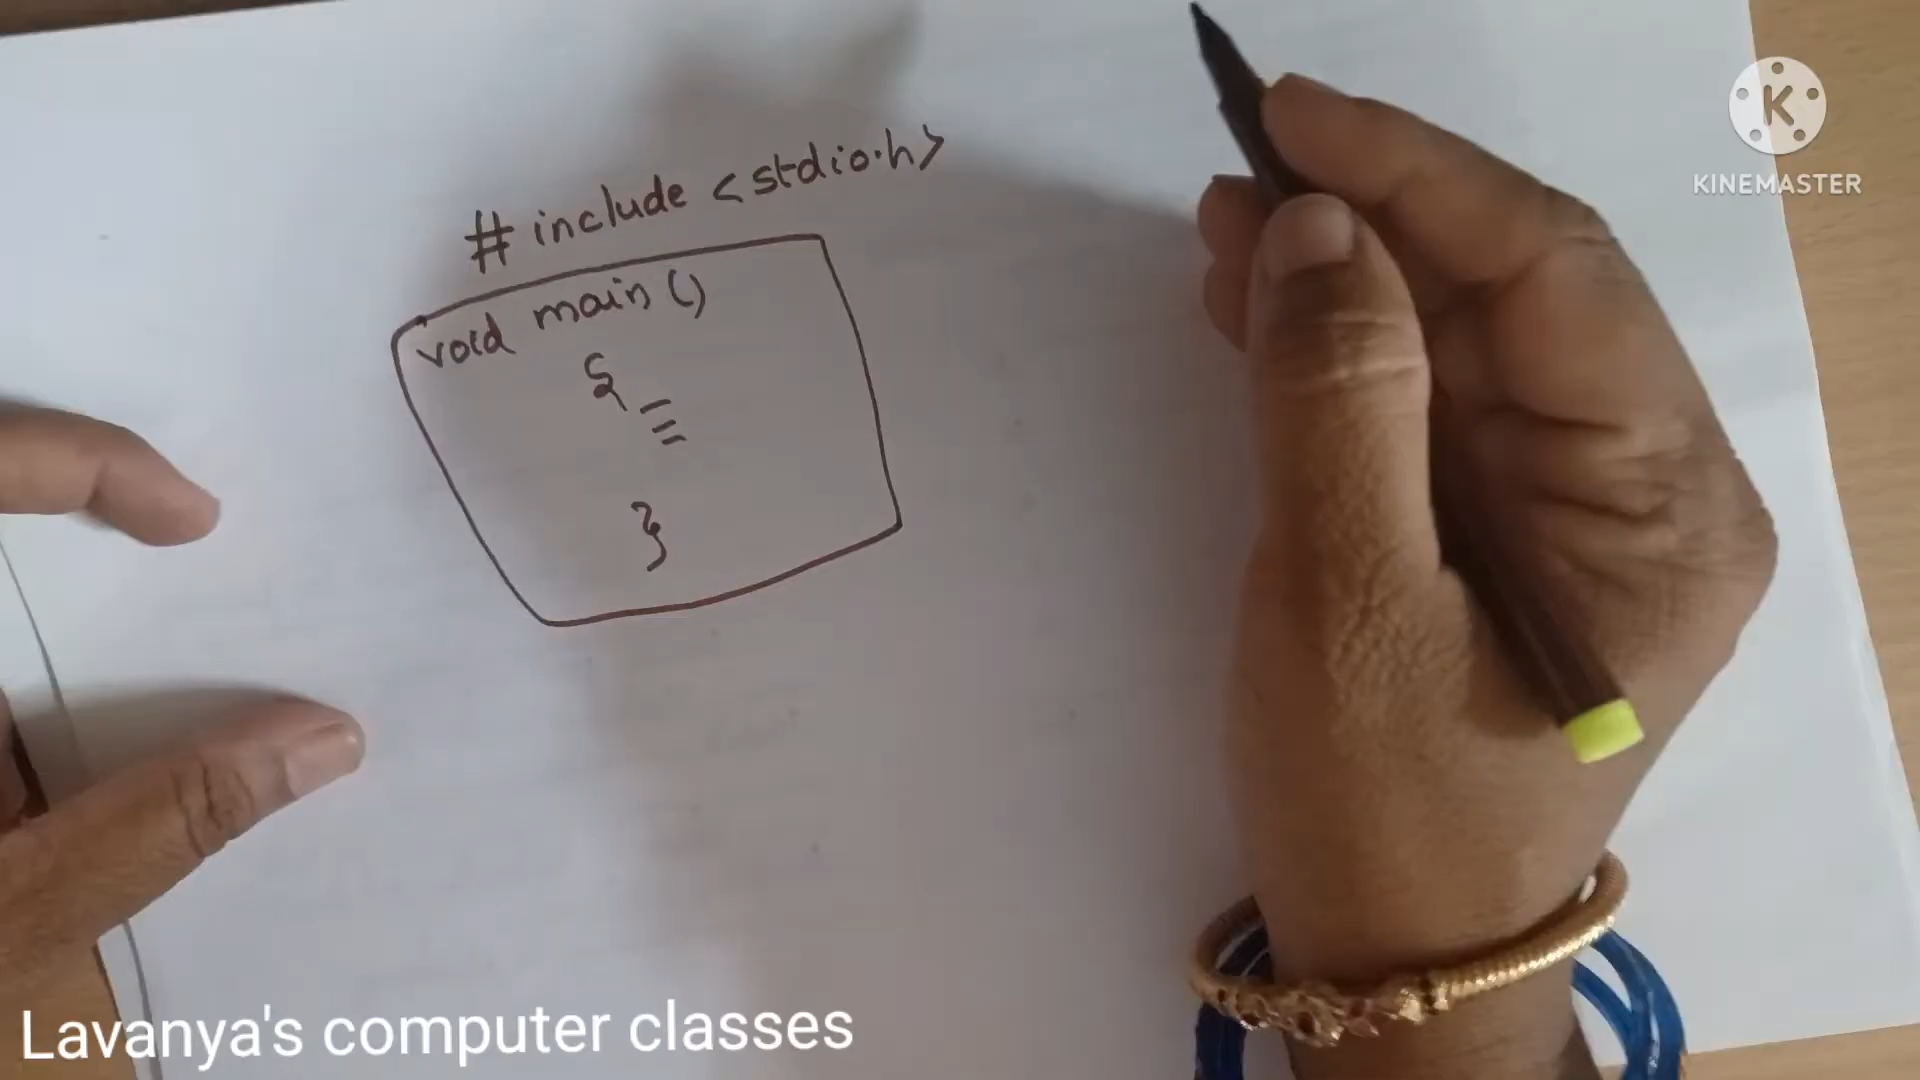 K
KINEMASTER
# include <stdio.h>
void main ()
{
}
Lavanya's computer classes